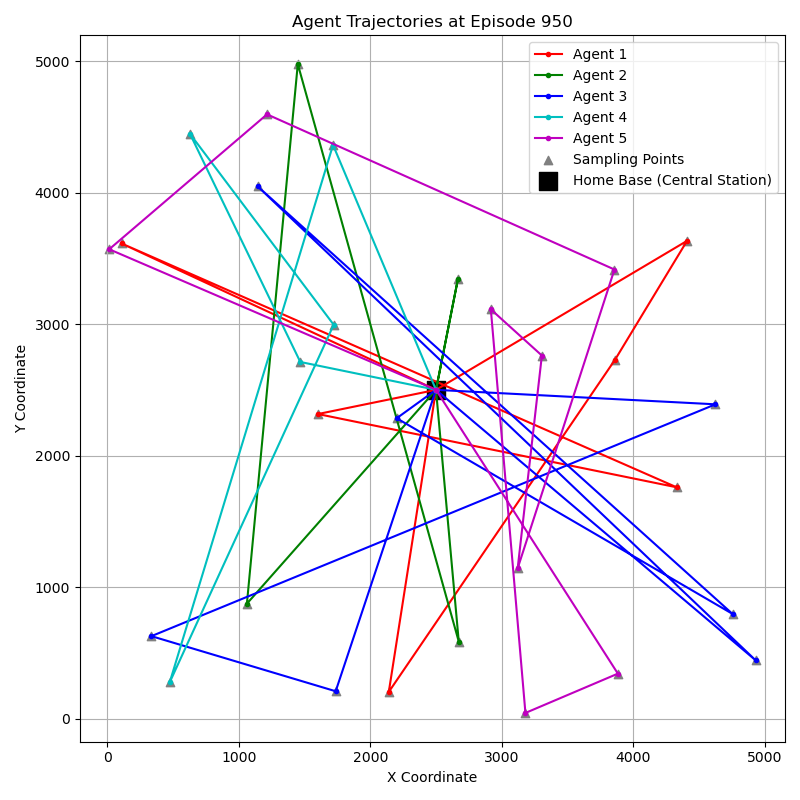 Agent Trajectories at Episode 950
Agent 1
Agent 2
Agent 3
Agent 4
Agent 5
Sampling Points
Home Base (Central Station)
Y Coordinate
5000
4000
3000
2000
1000
0
0 1000 2000 3000 4000 5000
X Coordinate